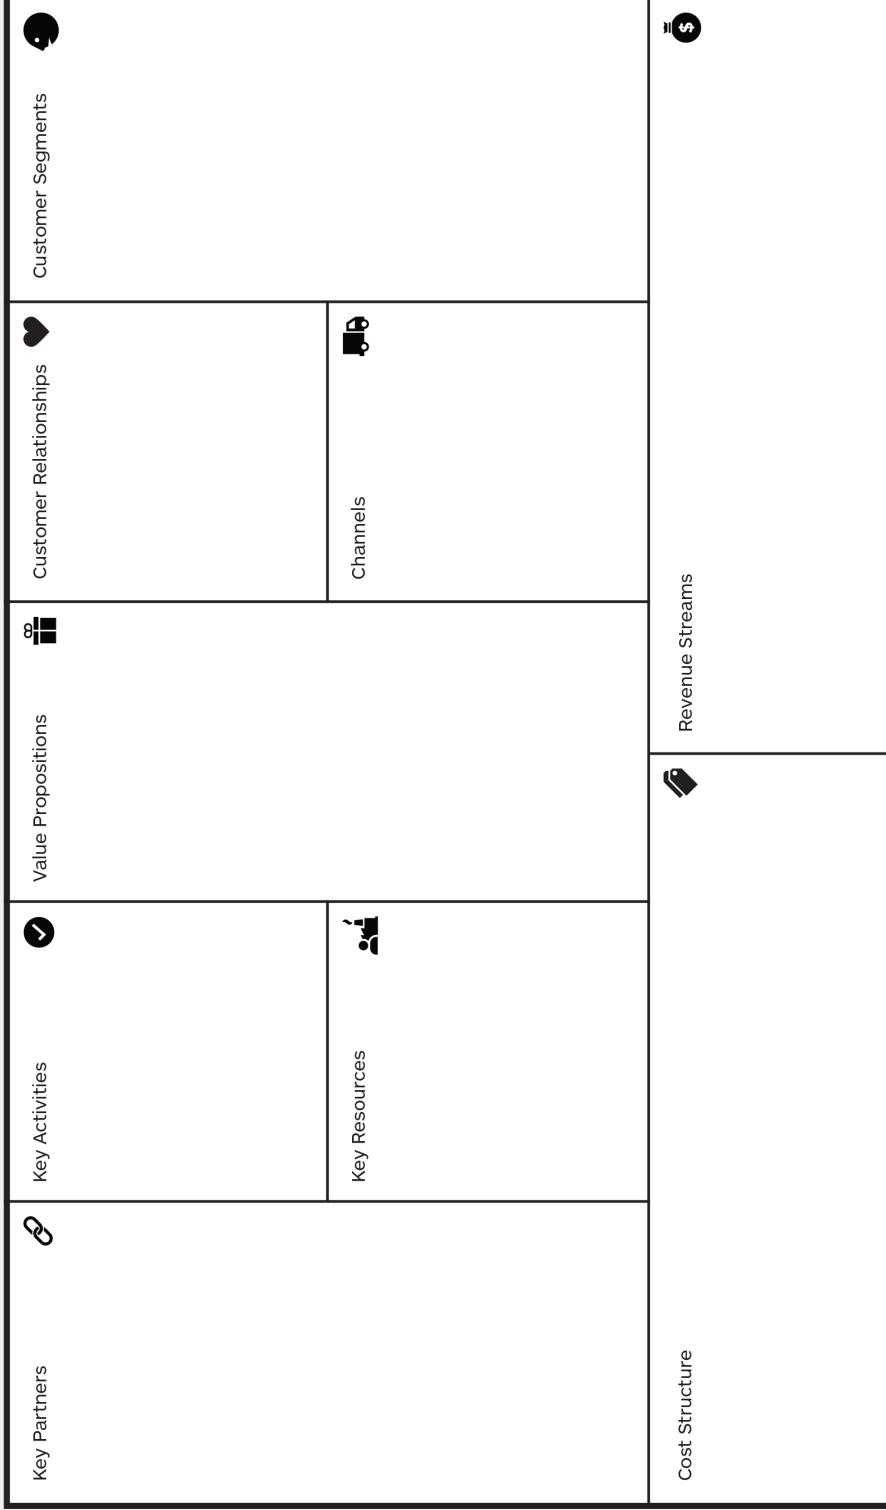 Key Partners
Key Activities
Key Resources
Value Propositions
Customer Relationships
Channels
Customer Segments
Cost Structure
Revenue Streams